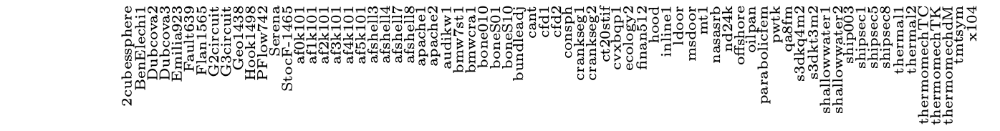 2cubessphere
BenElechi1
Dubcova2
Dubcova3
Emilia923
Fault639
Flan1565
G2circuit
G3circuit
Geo1438
Hook1498
PFlow742
Serena
StocF-1465
af0k101
af1k101
af2k101
af3k101
af4k101
af5k101
afshell3
afshell4
afshell7
afshell8
apache1
apache2
audikw1
bmw7st1
bmwcra1
bone010
boneS01
boneS10
bundleadj
cant
cfd1
cfd2
consph
crankseg1
crankseg2
ct20stif
cvxbqp1
ecology2
finan512
hood
inline1
ldoor
msdoor
mt1
nasasrb
nd24k
offshore
oilpan
parabolicfem
pwtk
qa8fm
s3dkq4m2
s3dkt3m2
shallowwater1
shallowwater2
ship003
shipsec1
shipsec5
shipsec8
thermal1
thermal2
thermomechTC
thermomechTK
thermomechdM
tmtsym
x104